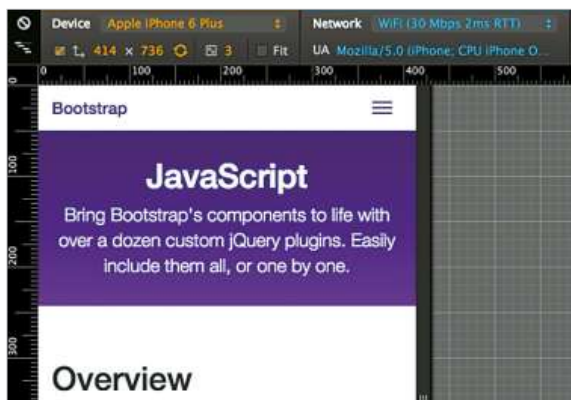 Device Apple iPhone 6 Plus Network WiFi (30 Mbps 2ms RTT)
414 × 736 3 Fit UA Mozilla/5.0 (iPhone; CPU iPhone O...
0 100 200 300 400 500
0
100
200
300
Bootstrap
JavaScript
Bring Bootstrap's components to life with
over a dozen custom jQuery plugins. Easily
include them all, or one by one.
Overview